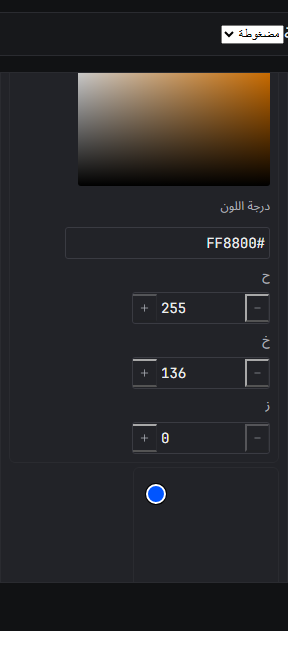 مضغوطة
درجة اللون
FF8800#
ح
+ 255 −
خ
+ 136 −
ز
+ 0 −